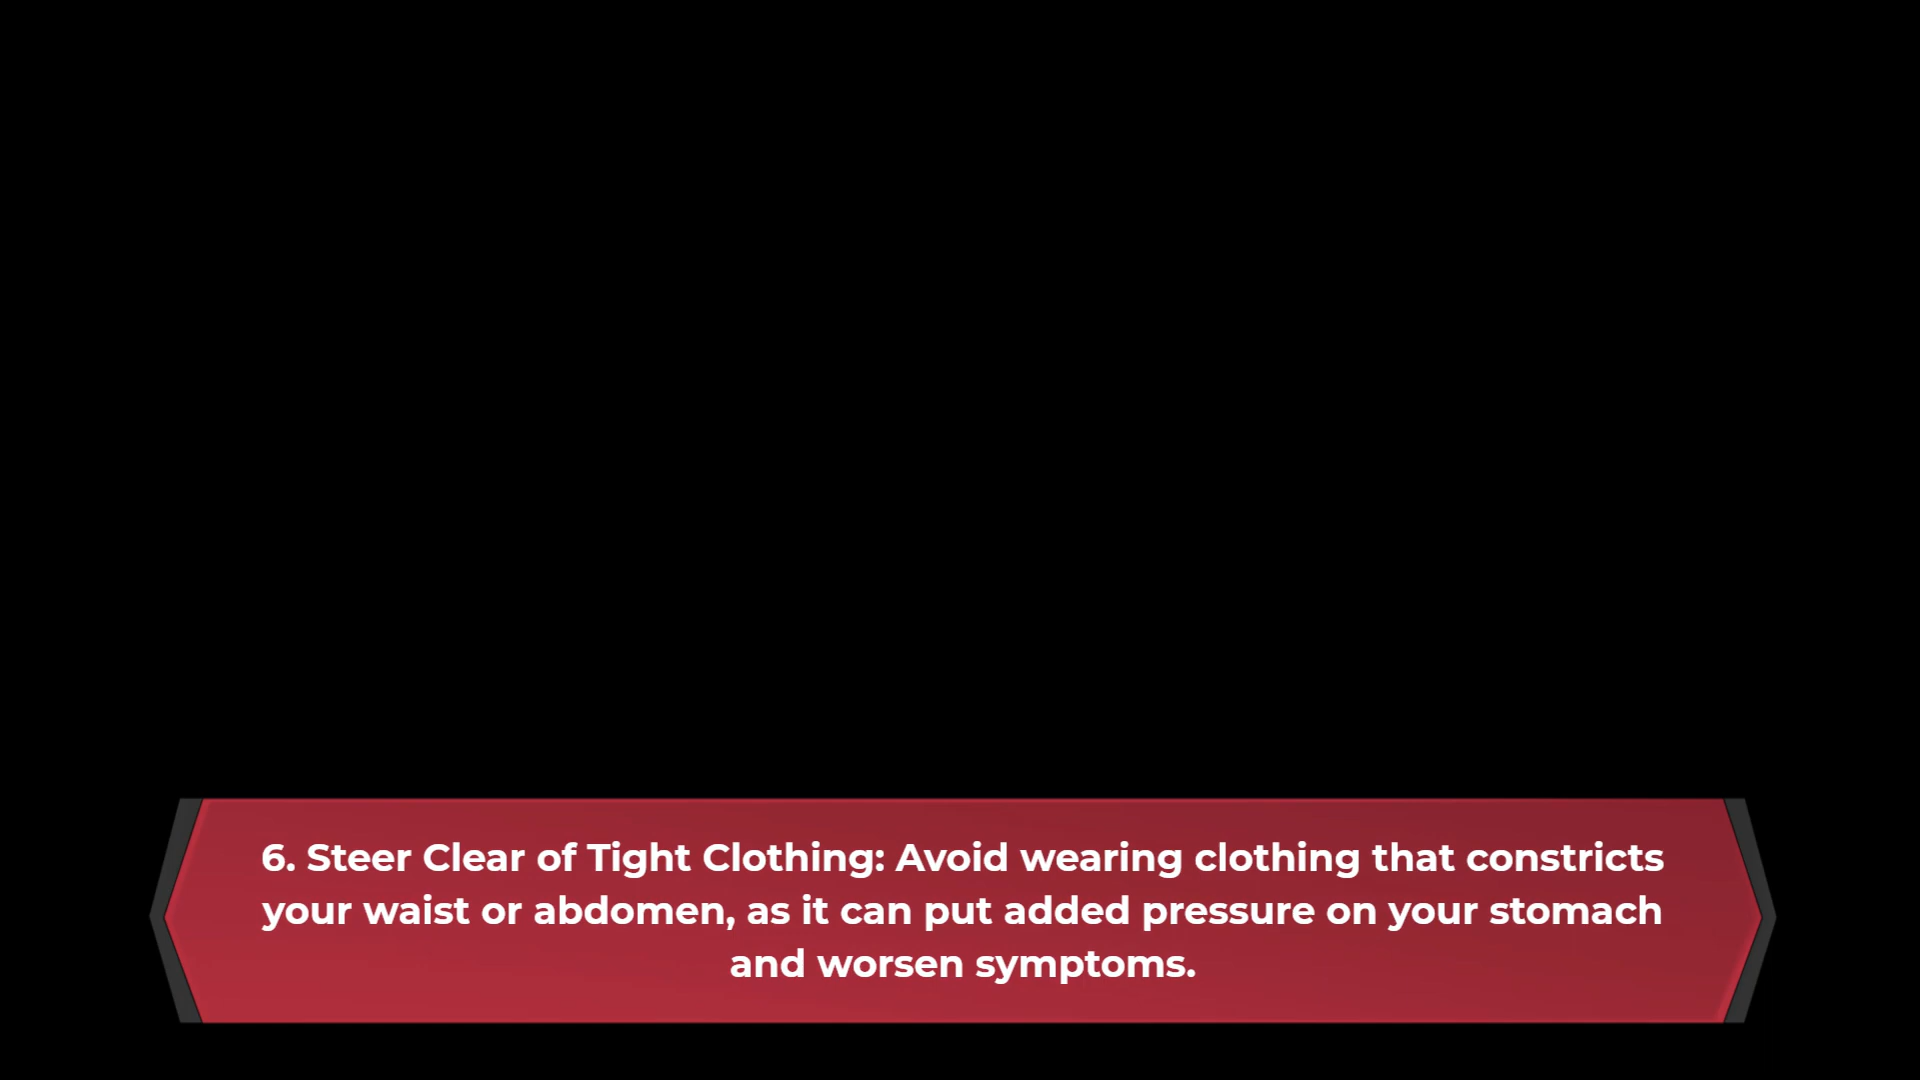 6. Steer Clear of Tight Clothing: Avoid wearing clothing that constricts
your waist or abdomen, as it can put added pressure on your stomach
and worsen symptoms.